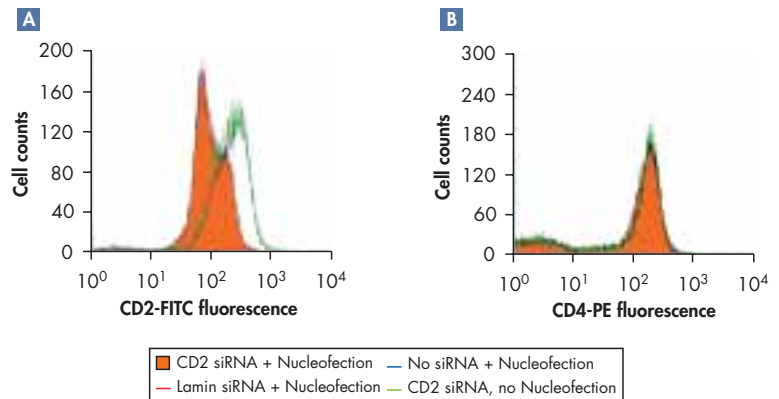 A
B
200
160
120
80
40
0
Cell counts
10⁰ 10¹ 10² 10³ 10⁴
CD2-FITC fluorescence
300
240
180
120
60
0
Cell counts
10⁰ 10¹ 10² 10³ 10⁴
CD4-PE fluorescence
CD2 siRNA + Nucleofection
No siRNA + Nucleofection
Lamin siRNA + Nucleofection
CD2 siRNA, no Nucleofection